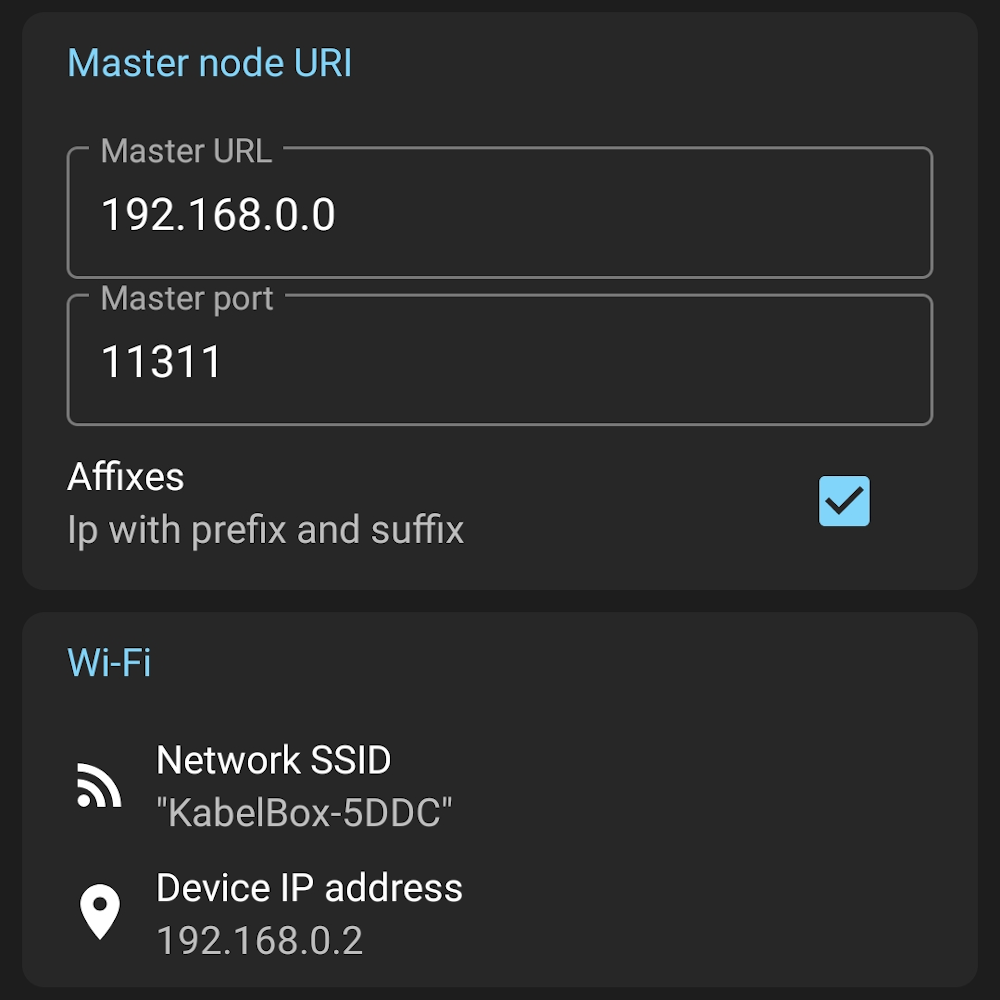 Master node URI
Master URL
192.168.0.0
Master port
11311
Affixes
Ip with prefix and suffix
Wi-Fi
Network SSID
"KabelBox-5DDC"
Device IP address
192.168.0.2